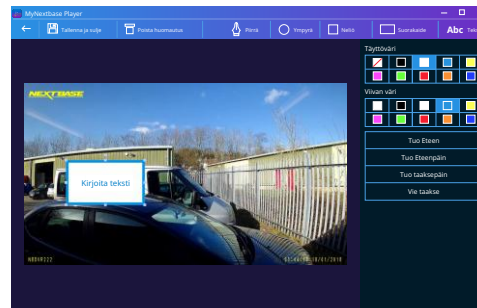 MyNextbase Player
Tallenna ja sulje
Poista huomautus
Piirrä
Ympyrä
Neliö
Suorakaide
Abc
Täyttöväri
Viivan väri
NEXTBASE
Kirjoita teksti
Tuo Eteen
Tuo Eteenpäin
Tuo taaksepäin
Vie taakse